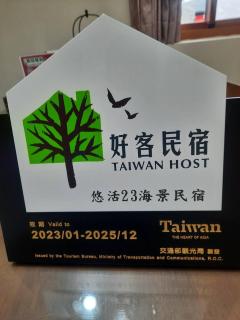 好客民宿
TAIWAN HOST
悠活23海景民宿
效期 Valid to
2023/01-2025/12
Taiwan
THE HEART OF ASIA
交通部觀光局 製發
Issued by the Tourism Bureau, Ministry of Transportation and Communications, R.O.C.